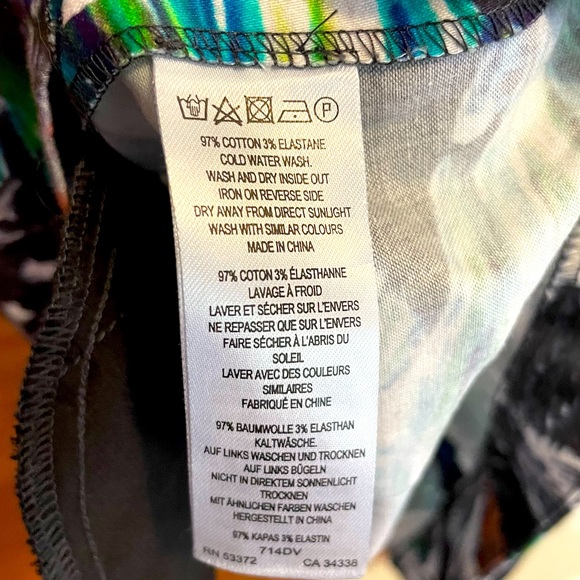 P
97% COTTON 3% ELASTANE
COLD WATER WASH.
WASH AND DRY INSIDE OUT
IRON ON REVERSE SIDE
DRY AWAY FROM DIRECT SUNLIGHT
WASH WITH SIMILAR COLOURS
MADE IN CHINA
97% COTON 3% ÉLASTHANNE
LAVAGE À FROID
LAVER ET SÉCHER SUR L'ENVERS
NE REPASSER QUE SUR L'ENVERS
FAIRE SÉCHER À L'ABRIS DU
SOLEIL
LAVER AVEC DES COULEURS
SIMILAIRES
FABRIQUÉ EN CHINE
97% BAUMWOLLE 3% ELASTHAN
KALTWÄSCHE.
AUF LINKS WASCHEN UND TROCKNEN
AUF LINKS BÜGELN
NICHT IN DIREKTEM SONNENLICHT
TROCKNEN
MIT ÄHNLICHEN FARBEN WASCHEN
HERGESTELLT IN CHINA
97% KAPAS 3% ELASTIN
714DV
RN 53372 CA 34338